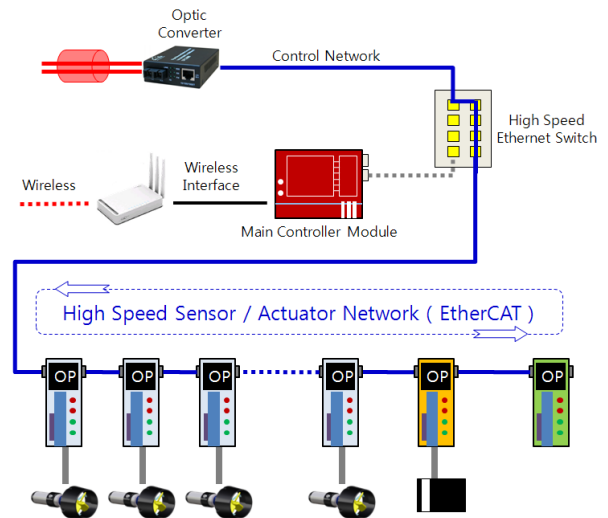 Optic
Converter
Control Network
High Speed
Ethernet Switch
Wireless
Wireless
Interface
Main Controller Module
High Speed Sensor / Actuator Network ( EtherCAT )
OP
OP
OP
OP
OP
OP